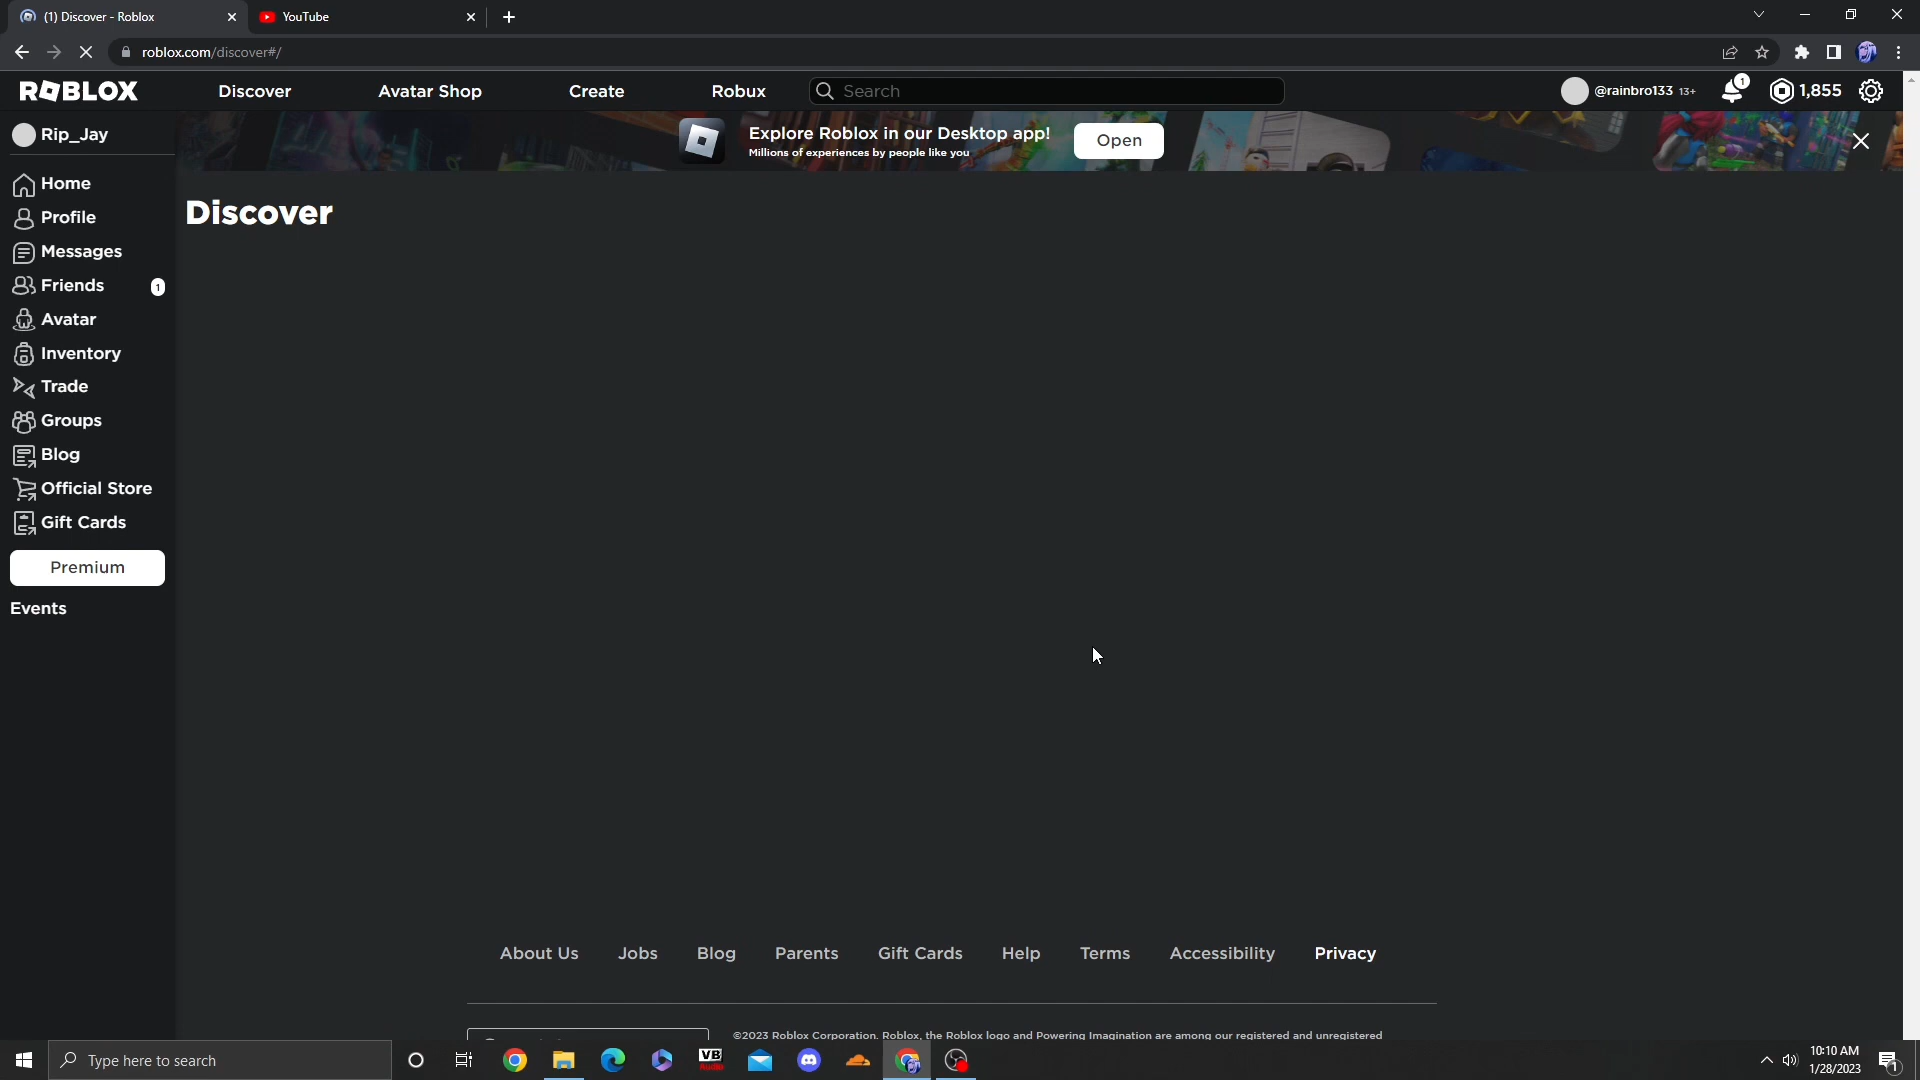 (1) Discover - Roblox
YouTube
roblox.com/discover#/
ROBLOX
Discover
Avatar Shop
Create
Robux
Search
@rainbro133 13+
1
1,855
Rip_Jay
Explore Roblox in our Desktop app!
Millions of experiences by people like you
Open
Home
Profile
Messages
Friends
1
Avatar
Inventory
Trade
Groups
Blog
Official Store
Gift Cards
Premium
Events
Discover
About Us
Jobs
Blog
Parents
Gift Cards
Help
Terms
Accessibility
Privacy
©2023 Roblox Corporation. Roblox, the Roblox logo and Powering Imagination are among our registered and unregistered
Type here to search
VB
Audio
10:10 AM
1/28/2023
1